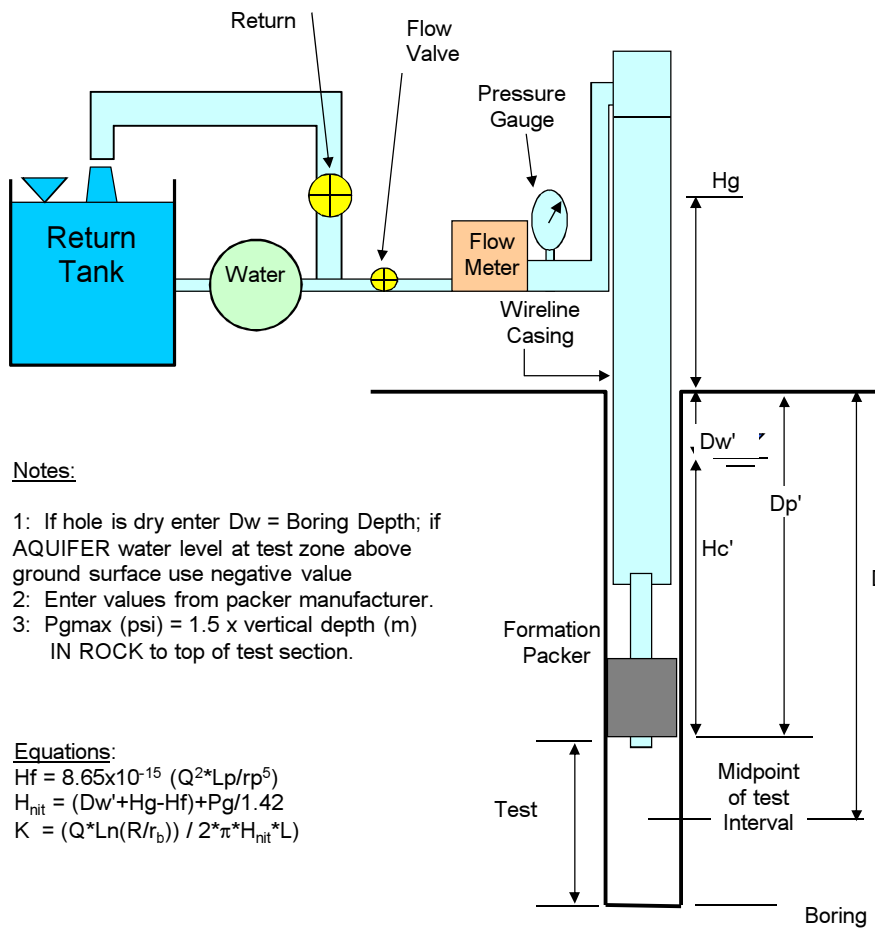 Return
Flow
Valve
Pressure
Gauge
Hg
Return
Tank
Water
Flow
Meter
Wireline
Casing
Dw'
Dp'
Hc'
Notes:
1: If hole is dry enter Dw = Boring Depth; if
AQUIFER water level at test zone above
ground surface use negative value
2: Enter values from packer manufacturer.
3: Pgmax (psi) = 1.5 x vertical depth (m)
IN ROCK to top of test section.
Formation
Packer
Equations:
Hf = 8.65x10⁻¹⁵ (Q²*Lp/rp⁵)
Hₙᵢₜ = (Dw'+Hg-Hf)+Pg/1.42
K = (Q*Ln(R/r_b)) / 2*π*Hₙᵢₜ*L)
Test
Midpoint
of test
Interval
Boring